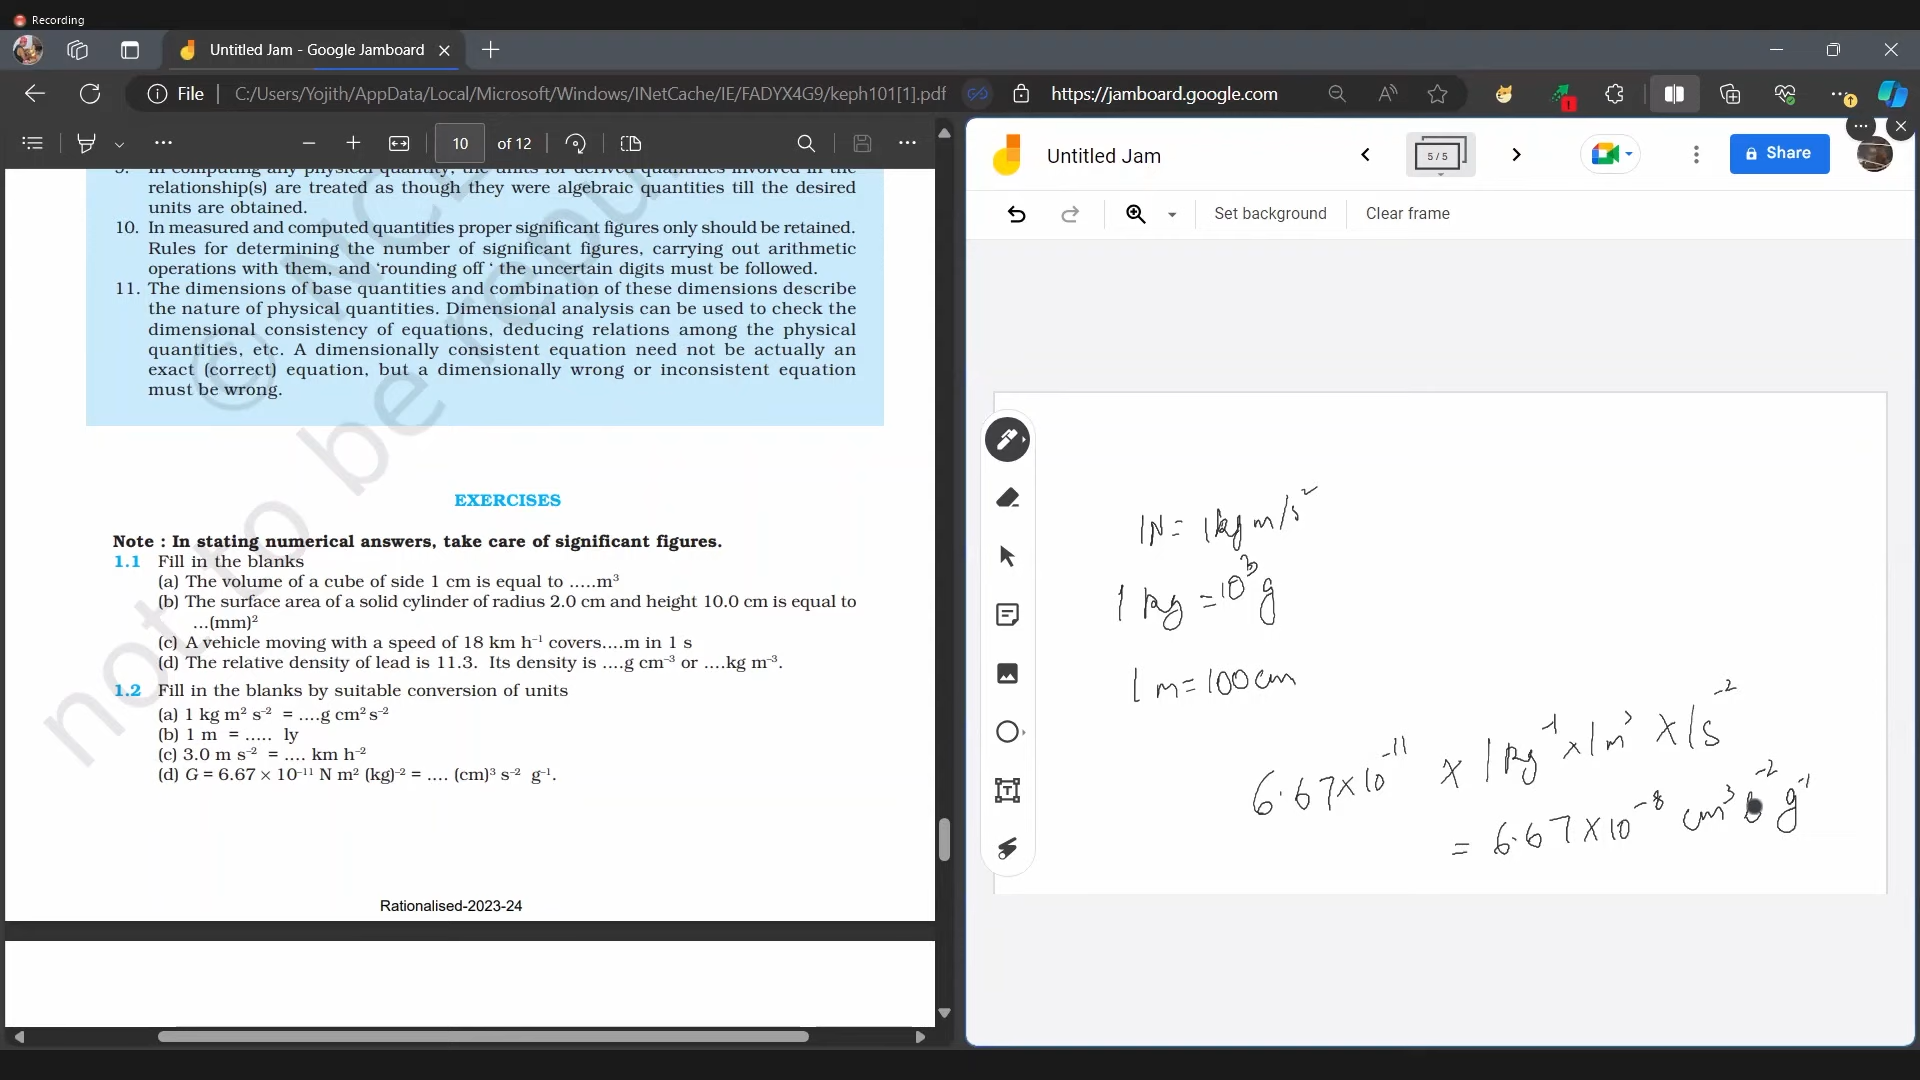 Recording
Untitled Jam - Google Jamboard
File
C:/Users/Yojith/AppData/Local/Microsoft/Windows/INetCache/IE/FADYX4G9/keph101[1].pdf
https://jamboard.google.com
10 of 12
relationship(s) are treated as though they were algebraic quantities till the desired
units are obtained.
10. In measured and computed quantities proper significant figures only should be retained.
Rules for determining the number of significant figures, carrying out arithmetic
operations with them, and ‘rounding off ‘ the uncertain digits must be followed.
11. The dimensions of base quantities and combination of these dimensions describe
the nature of physical quantities. Dimensional analysis can be used to check the
dimensional consistency of equations, deducing relations among the physical
quantities, etc. A dimensionally consistent equation need not be actually an
exact (correct) equation, but a dimensionally wrong or inconsistent equation
must be wrong.
EXERCISES
Note : In stating numerical answers, take care of significant figures.
1.1 Fill in the blanks
(a) The volume of a cube of side 1 cm is equal to .....m³
(b) The surface area of a solid cylinder of radius 2.0 cm and height 10.0 cm is equal to
...(mm)²
(c) A vehicle moving with a speed of 18 km h⁻¹ covers....m in 1 s
(d) The relative density of lead is 11.3. Its density is ....g cm⁻³ or ....kg m⁻³.
1.2 Fill in the blanks by suitable conversion of units
(a) 1 kg m² s⁻² = ....g cm² s⁻²
(b) 1 m = ..... ly
(c) 3.0 m s⁻² = .... km h⁻²
(d) G = 6.67 × 10⁻¹¹ N m² (kg)⁻² = .... (cm)³ s⁻² g⁻¹.
Rationalised-2023-24
not to be repu
Untitled Jam
5 / 5
Share
Set background
Clear frame
1N = 1kg m/s²
1 kg = 10³ g
1 m = 100 cm
6.67×10⁻¹¹ × 1 kg⁻¹ × 1 m³ × 1 s⁻²
= 6.67×10⁻⁸ cm³ s⁻² g⁻¹